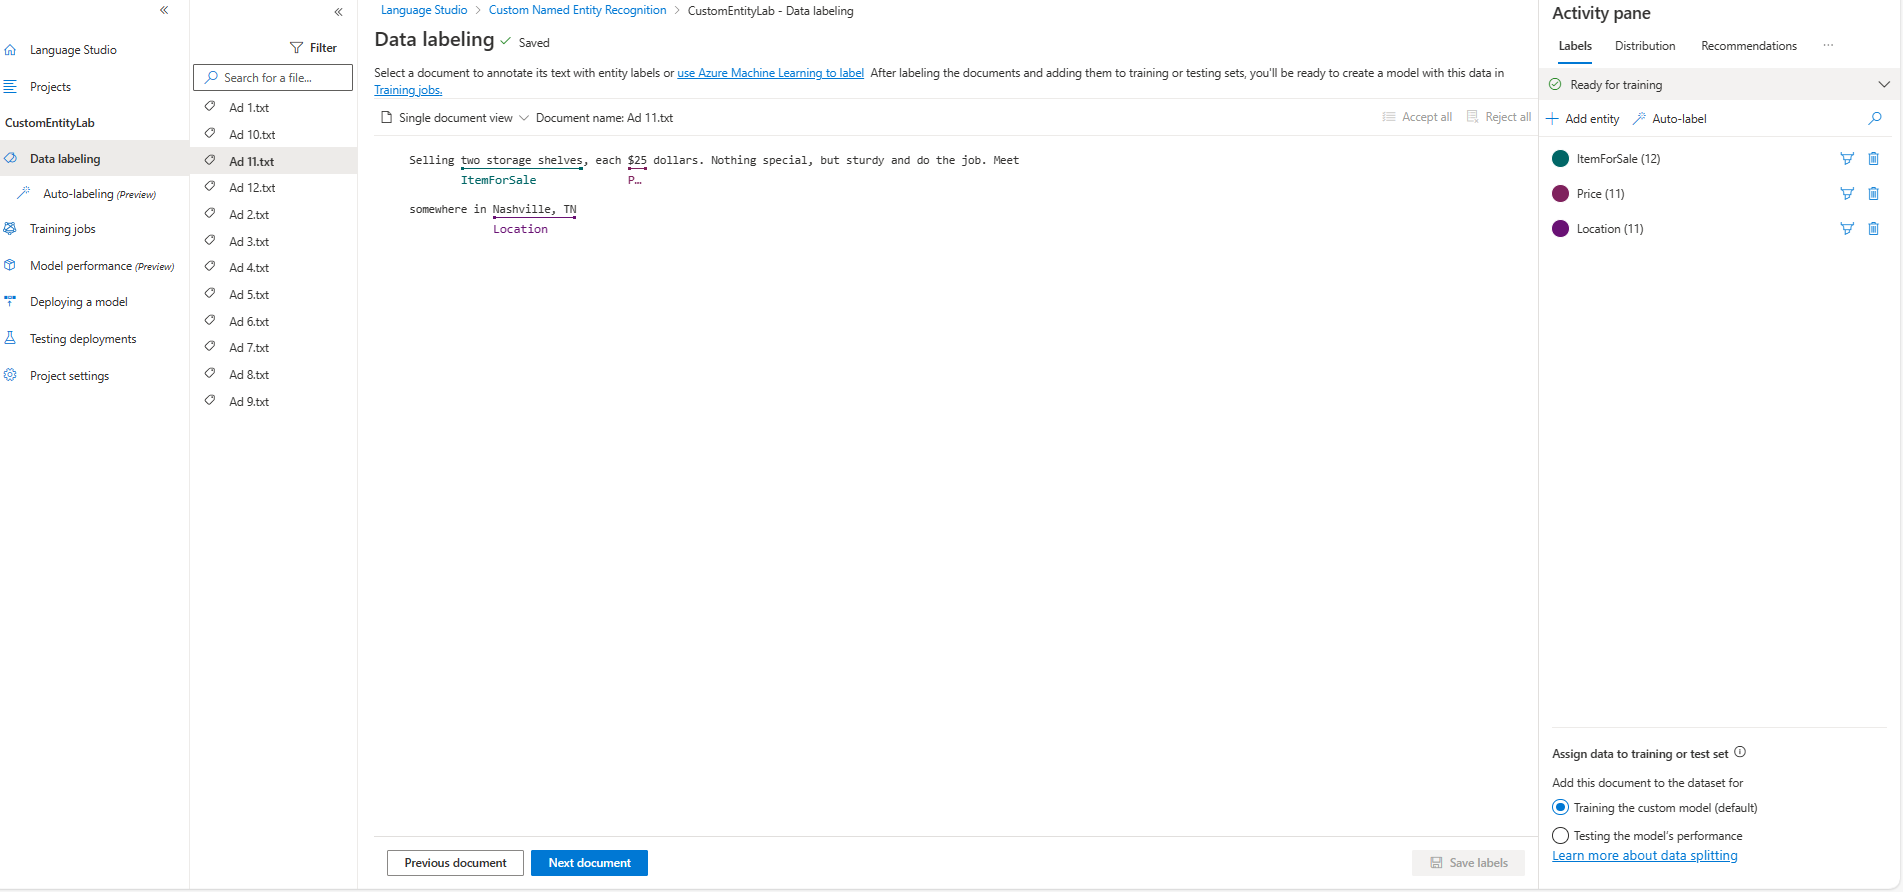 Language Studio
Projects
CustomEntityLab
Data labeling
Auto-labeling (Preview)
Training jobs
Model performance (Preview)
Deploying a model
Testing deployments
Project settings
Filter
Search for a file...
Ad 1.txt
Ad 10.txt
Ad 11.txt
Ad 12.txt
Ad 2.txt
Ad 3.txt
Ad 4.txt
Ad 5.txt
Ad 6.txt
Ad 7.txt
Ad 8.txt
Ad 9.txt
Language Studio > Custom Named Entity Recognition > CustomEntityLab - Data labeling
Data labeling Saved
Select a document to annotate its text with entity labels or use Azure Machine Learning to label After labeling the documents and adding them to training or testing sets, you'll be ready to create a model with this data in
Training jobs.
Single document view Document name: Ad 11.txt Accept all Reject all
Selling two storage shelves, each $25 dollars. Nothing special, but sturdy and do the job. Meet
ItemForSale P...
somewhere in Nashville, TN
Location
Previous document Next document Save labels
Activity pane
Labels Distribution Recommendations ...
Ready for training
Add entity Auto-label
ItemForSale (12)
Price (11)
Location (11)
Assign data to training or test set
Add this document to the dataset for
Training the custom model (default)
Testing the model's performance
Learn more about data splitting